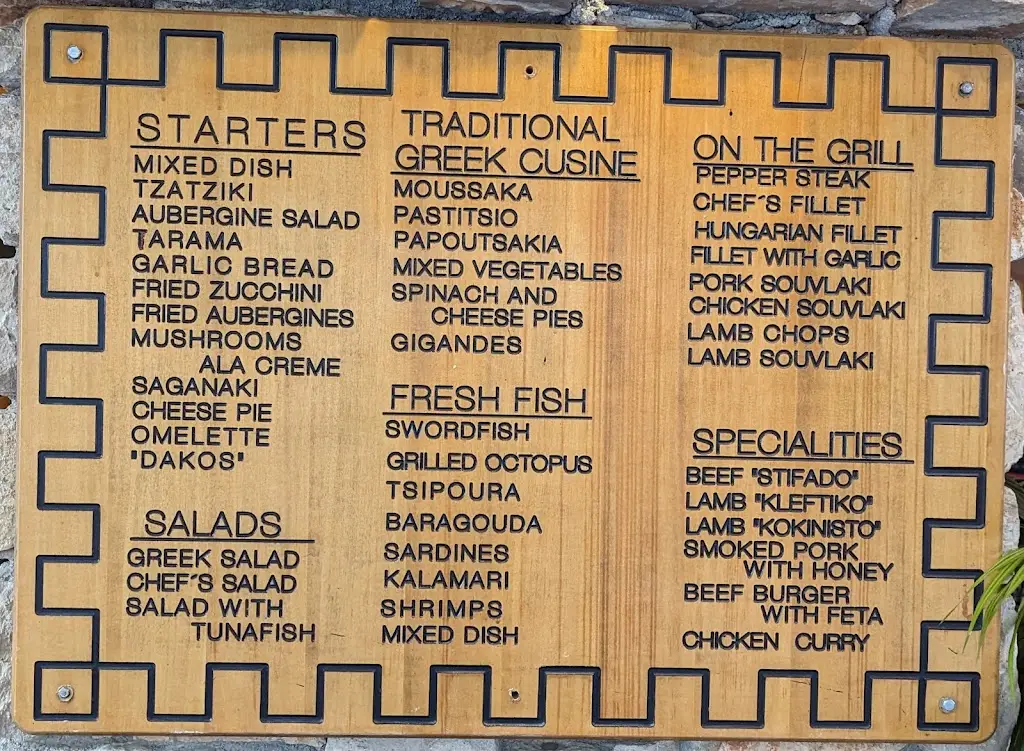 STARTERS
MIXED DISH
TZATZIKI
AUBERGINE SALAD
TARAMA
GARLIC BREAD
FRIED ZUCCHINI
FRIED AUBERGINES
MUSHROOMS
ALA CREME
SAGANAKI
CHEESE PIE
OMELETTE
"DAKOS"
SALADS
GREEK SALAD
CHEF´S SALAD
SALAD WITH
TUNAFISH
TRADITIONAL
GREEK CUSINE
MOUSSAKA
PASTITSIO
PAPOUTSAKIA
MIXED VEGETABLES
SPINACH AND
CHEESE PIES
GIGANDES
FRESH FISH
SWORDFISH
GRILLED OCTOPUS
TSIPOURA
BARAGOUDA
SARDINES
KALAMARI
SHRIMPS
MIXED DISH
ON THE GRILL
PEPPER STEAK
CHEF´S FILLET
HUNGARIAN FILLET
FILLET WITH GARLIC
PORK SOUVLAKI
CHICKEN SOUVLAKI
LAMB CHOPS
LAMB SOUVLAKI
SPECIALITIES
BEEF "STIFADO"
LAMB "KLEFTIKO"
LAMB "KOKINISTO"
SMOKED PORK
WITH HONEY
BEEF BURGER
WITH FETA
CHICKEN CURRY